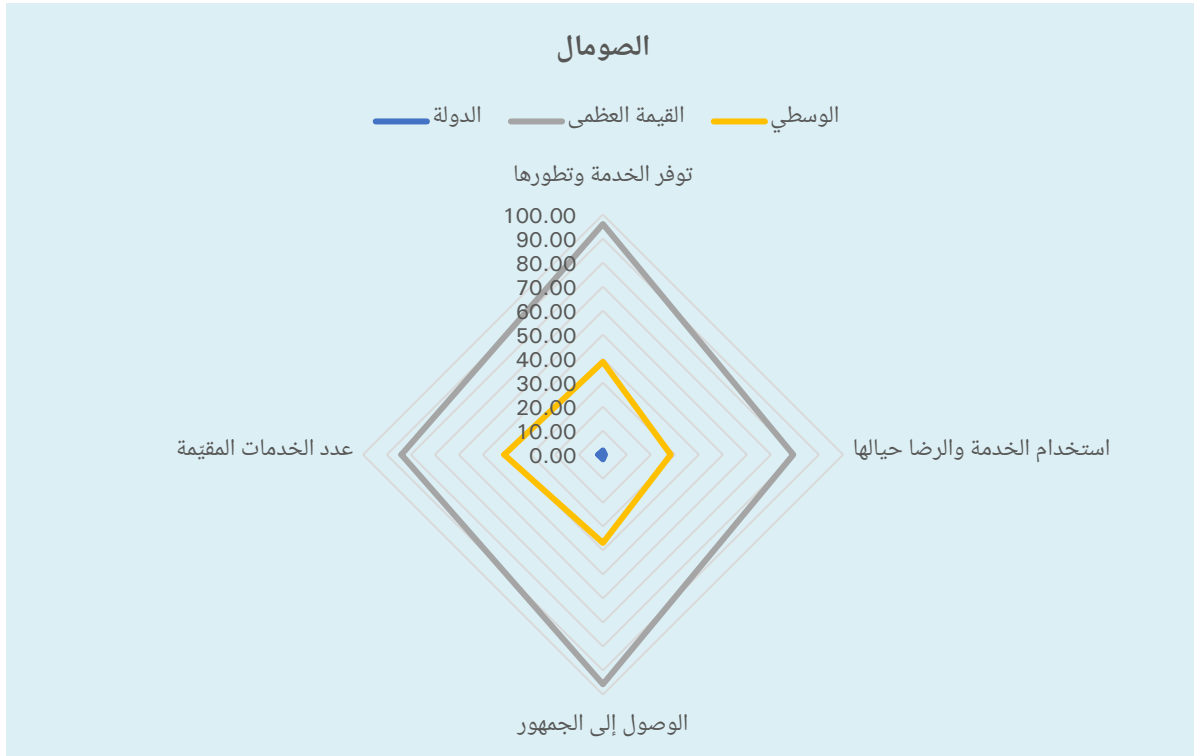 الصومال
الوسطي القيمة العظمى الدولة
توفر الخدمة وتطورها
100.00
90.00
80.00
70.00
60.00
50.00
40.00
30.00
20.00
10.00
0.00
استخدام الخدمة والرضا حيالها
عدد الخدمات المقيّمة
الوصول إلى الجمهور